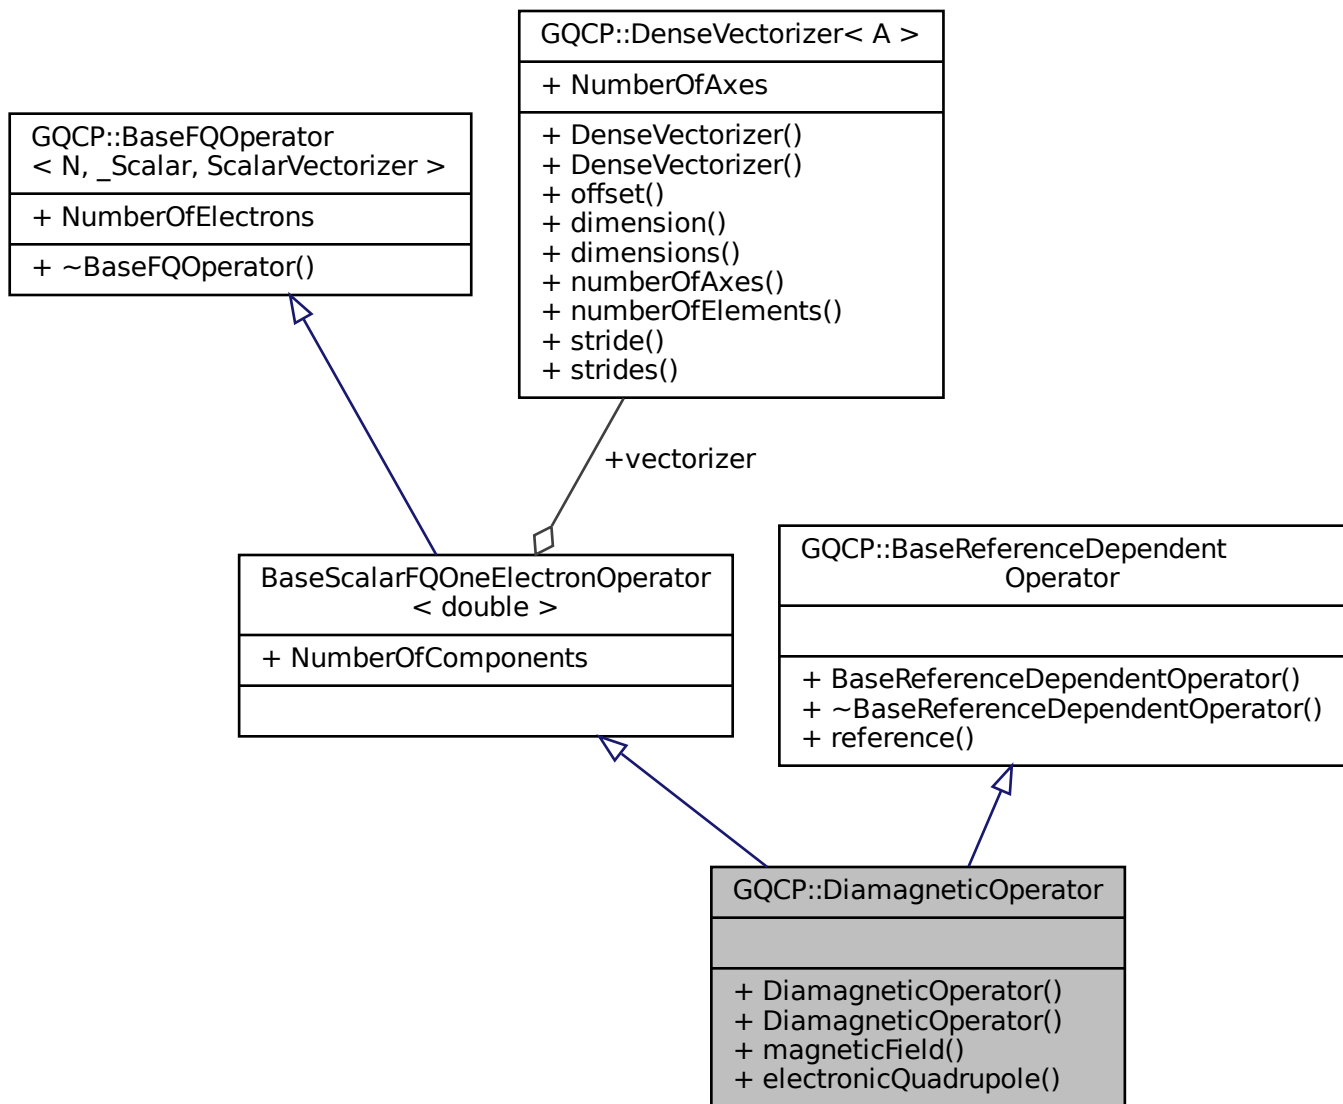 GQCP::DenseVectorizer< A >
+ NumberOfAxes
+ DenseVectorizer()
+ DenseVectorizer()
+ offset()
+ dimension()
+ dimensions()
+ numberOfAxes()
+ numberOfElements()
+ stride()
+ strides()
GQCP::BaseFQOperator
< N, _Scalar, ScalarVectorizer >
+ NumberOfElectrons
+ ~BaseFQOperator()
+vectorizer
BaseScalarFQOneElectronOperator
< double >
+ NumberOfComponents
GQCP::BaseReferenceDependent
Operator
+ BaseReferenceDependentOperator()
+ ~BaseReferenceDependentOperator()
+ reference()
GQCP::DiamagneticOperator
+ DiamagneticOperator()
+ DiamagneticOperator()
+ magneticField()
+ electronicQuadrupole()